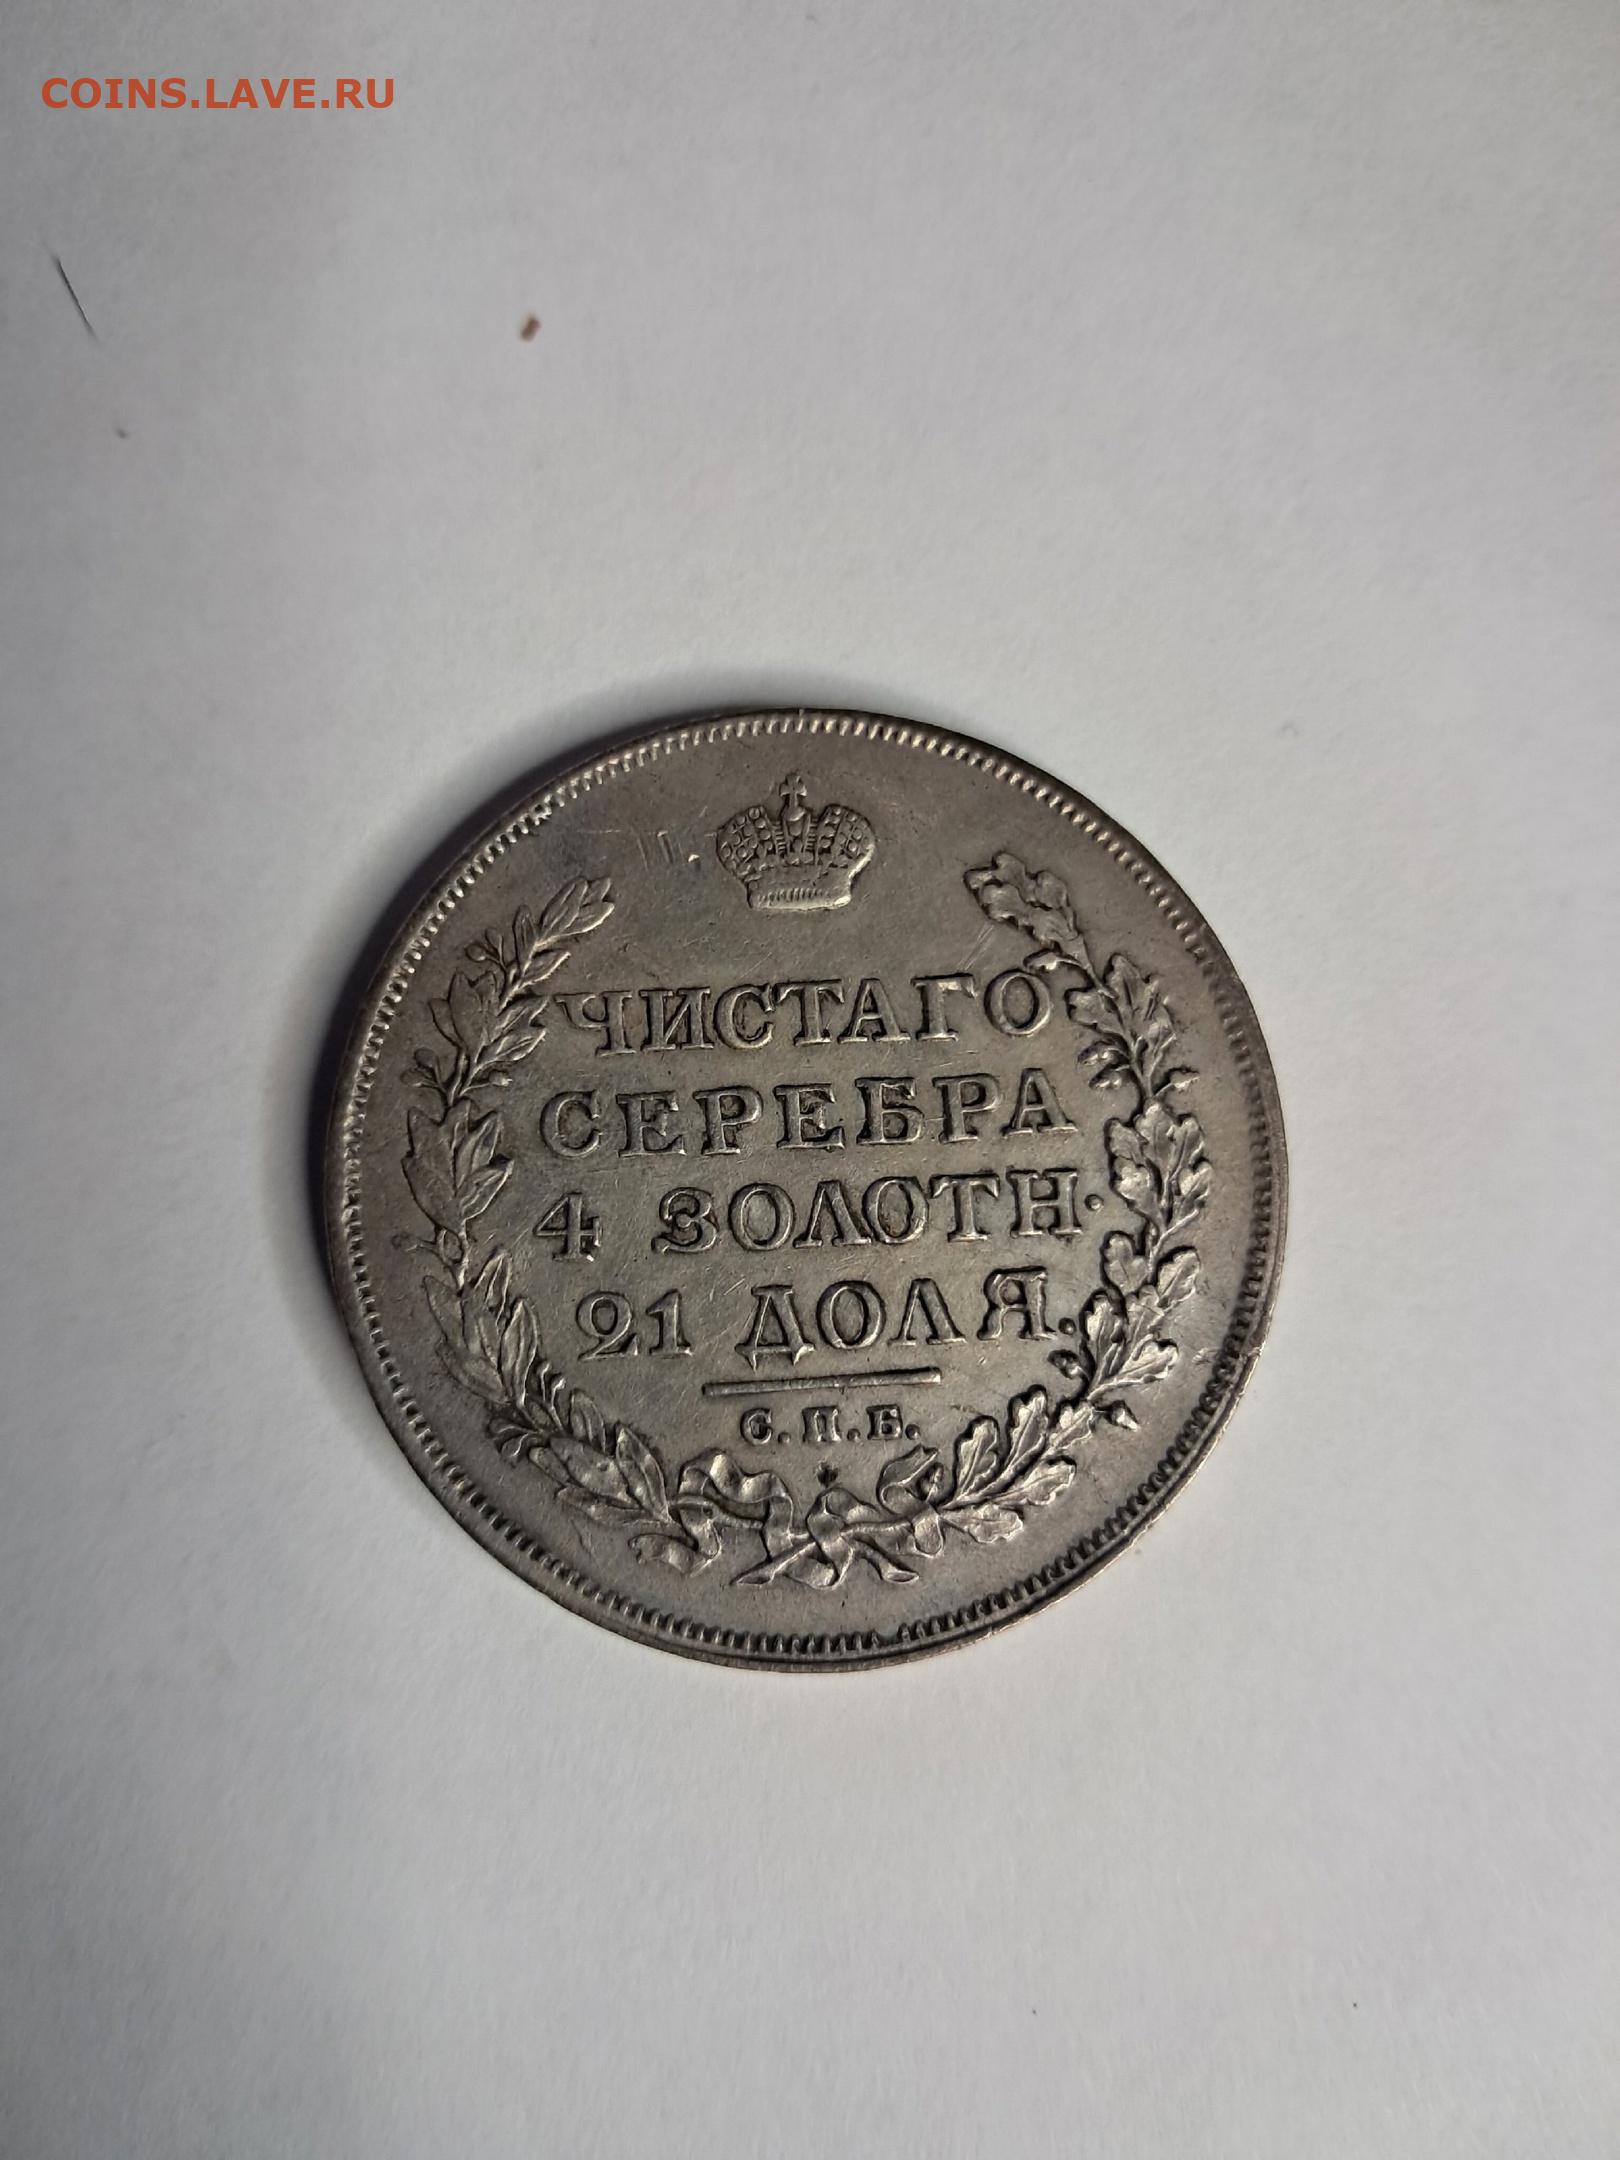 COINS.LAVE.RU
ЧИСТАГО
СЕРЕБРА
4 ЗОЛОТН.
21 ДОЛЯ.
С.П.Б.